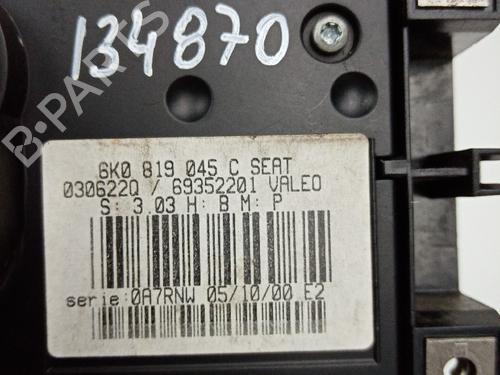 134870
B-PARTS
6K0 819 045 C SEAT
030622Q / 69352201 VALEO
S: 3.03 H: B M: P
serie:0A7RNW 05/10/00 E2